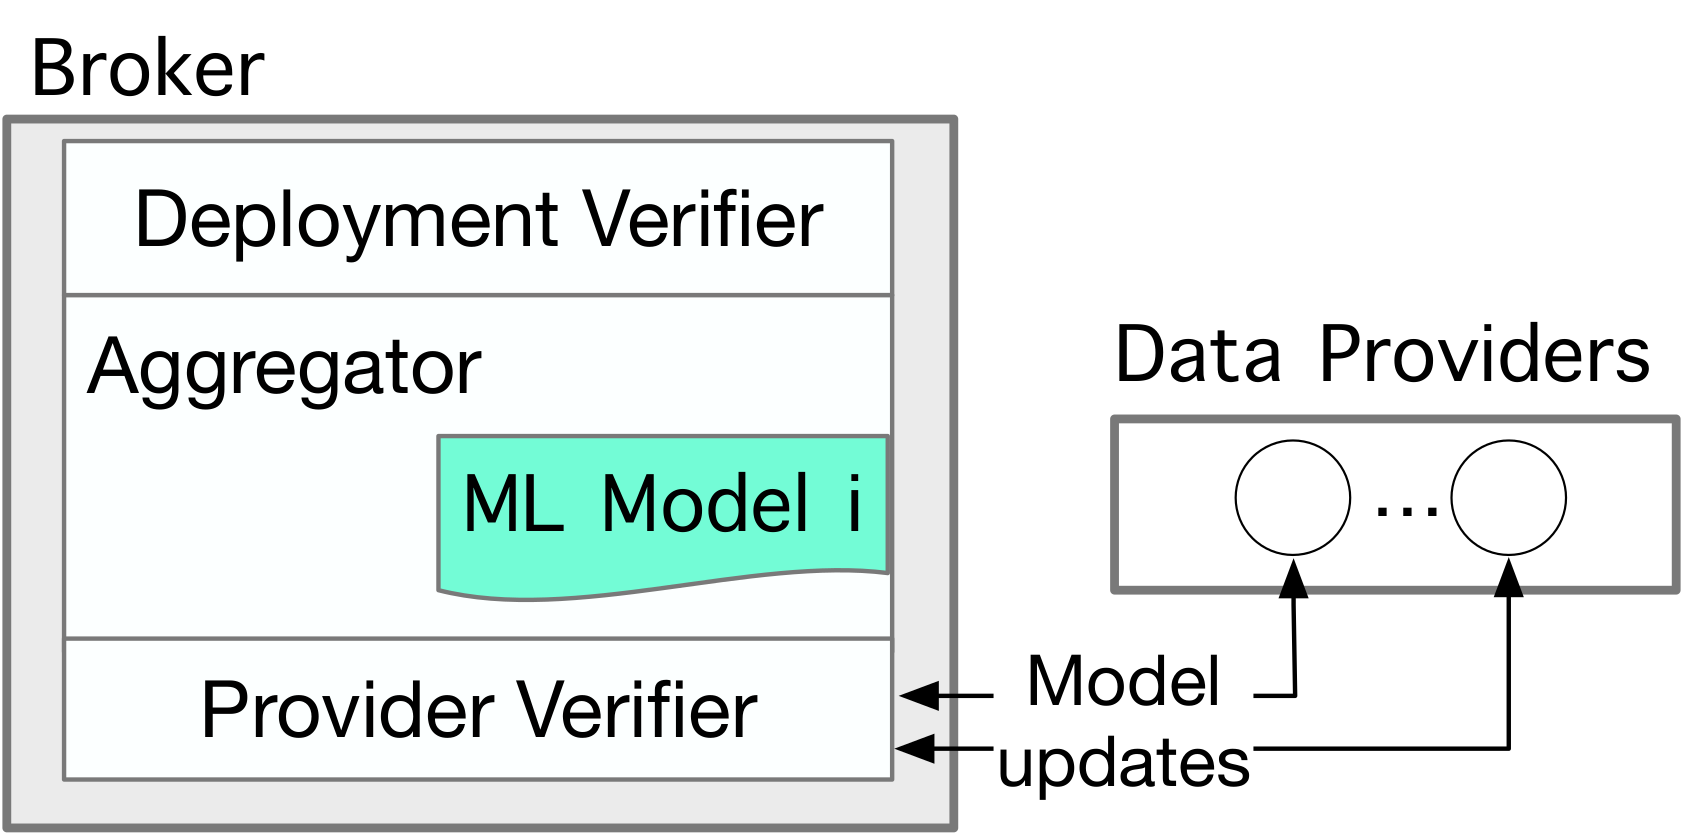 Broker
Deployment Verifier
Aggregator
ML Model i
Provider Verifier
Data Providers
...
Model
updates